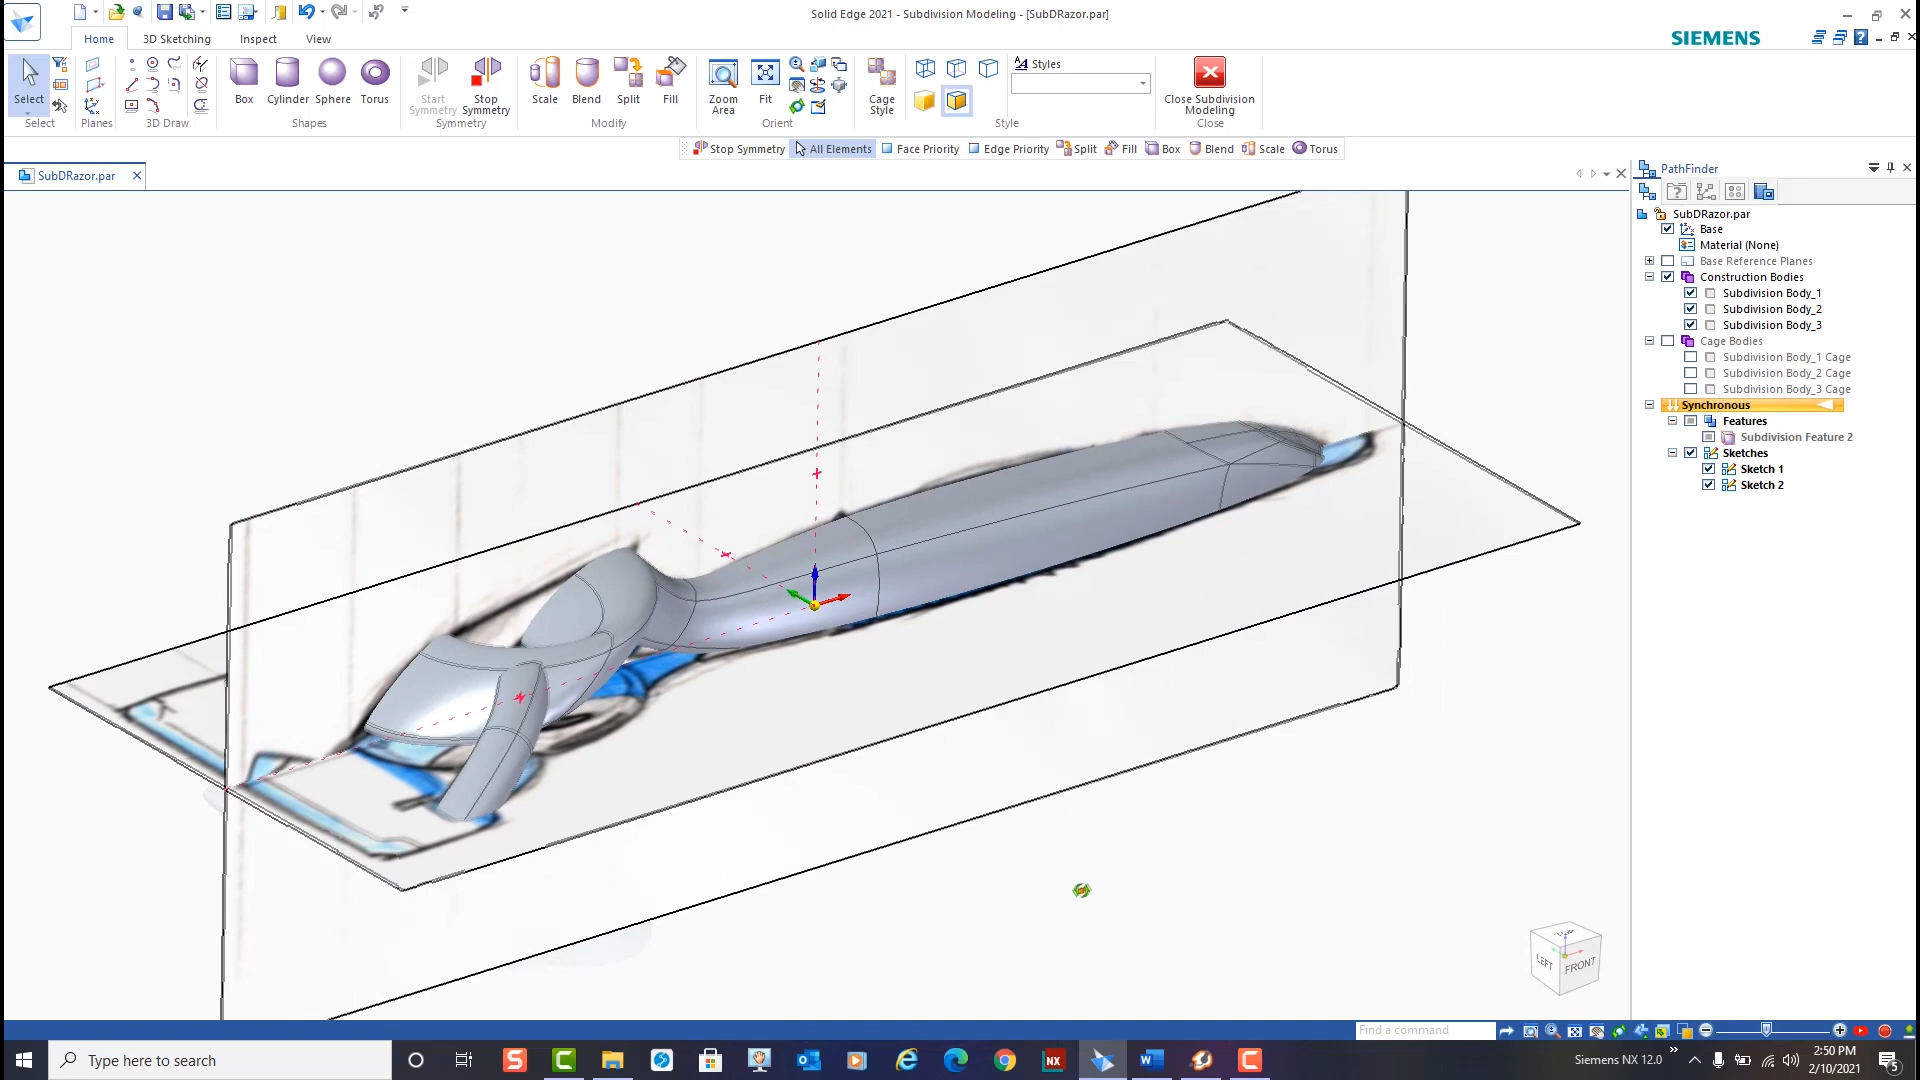 Solid Edge 2021 - Subdivision Modeling - [SubDRazor.par]
Home 3D Sketching Inspect View
SIEMENS
Select
Box Cylinder Sphere Torus
Start Symmetry
Stop Symmetry
Scale Blend Split Fill
Zoom Area
Fit
Cage Style
Styles
Close Subdivision Modeling
Select Planes 3D Draw Shapes Symmetry Modify Orient Style Close
Stop Symmetry All Elements Face Priority Edge Priority Split Fill Box Blend Scale Torus
SubDRazor.par
PathFinder
SubDRazor.par
Base
Material (None)
Base Reference Planes
Construction Bodies
Subdivision Body_1
Subdivision Body_2
Subdivision Body_3
Cage Bodies
Subdivision Body_1 Cage
Subdivision Body_2 Cage
Subdivision Body_3 Cage
Synchronous
Features
Subdivision Feature 2
Sketches
Sketch 1
Sketch 2
TOP
LEFT
FRONT
Find a command
Type here to search
S
C
NX
W
C
Siemens NX 12.0
2:50 PM
2/10/2021
5